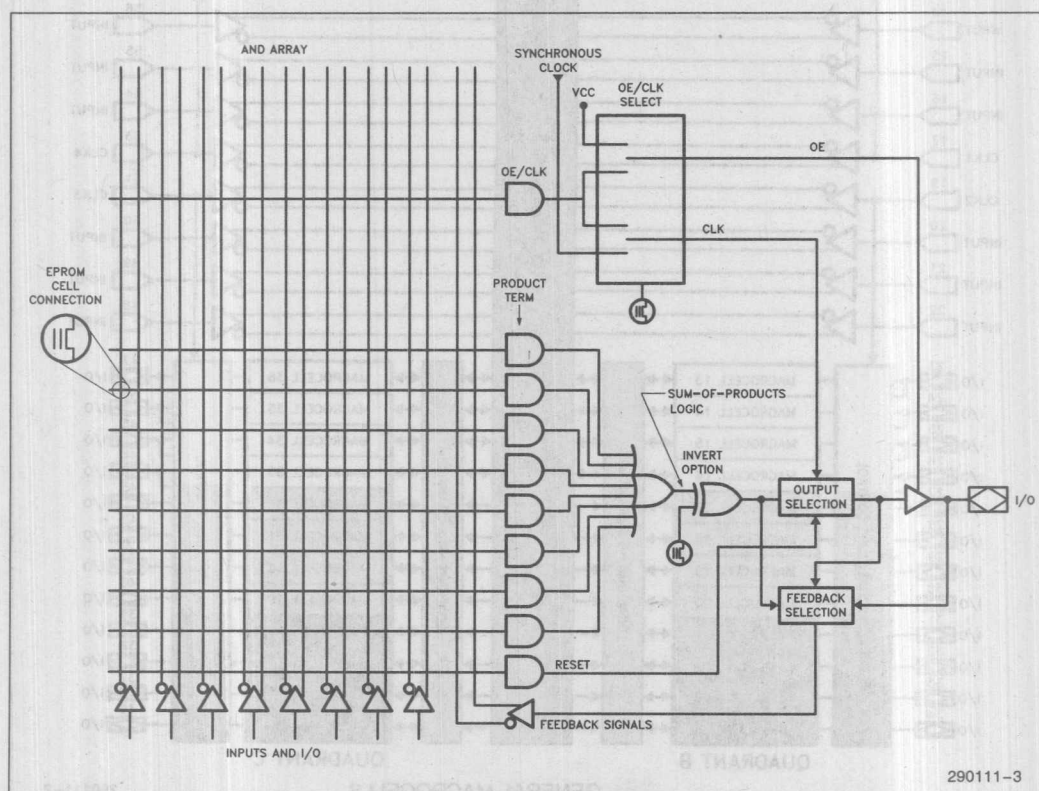 AND ARRAY
SYNCHRONOUS
CLOCK
VCC
OE/CLK
SELECT
OE
OE/CLK
CLK
EPROM
CELL
CONNECTION
PRODUCT
TERM
SUM-OF-PRODUCTS
LOGIC
INVERT
OPTION
OUTPUT
SELECTION
I/O
FEEDBACK
SELECTION
RESET
FEEDBACK SIGNALS
INPUTS AND I/O
290111-3